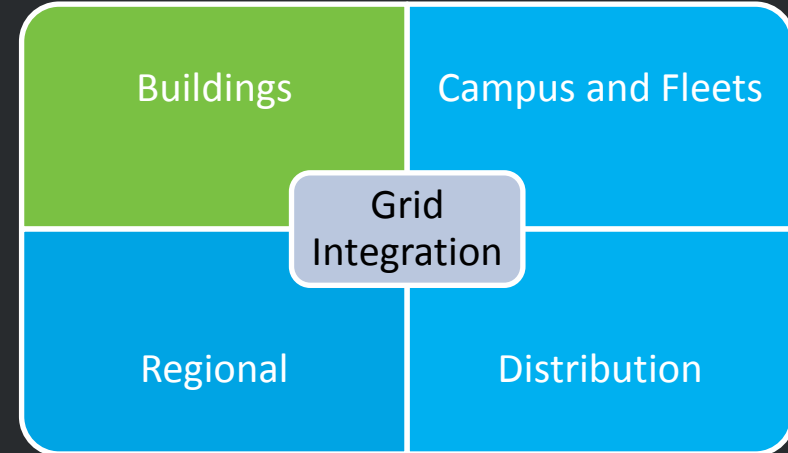 Buildings
Campus and Fleets
Grid
Integration
Regional
Distribution